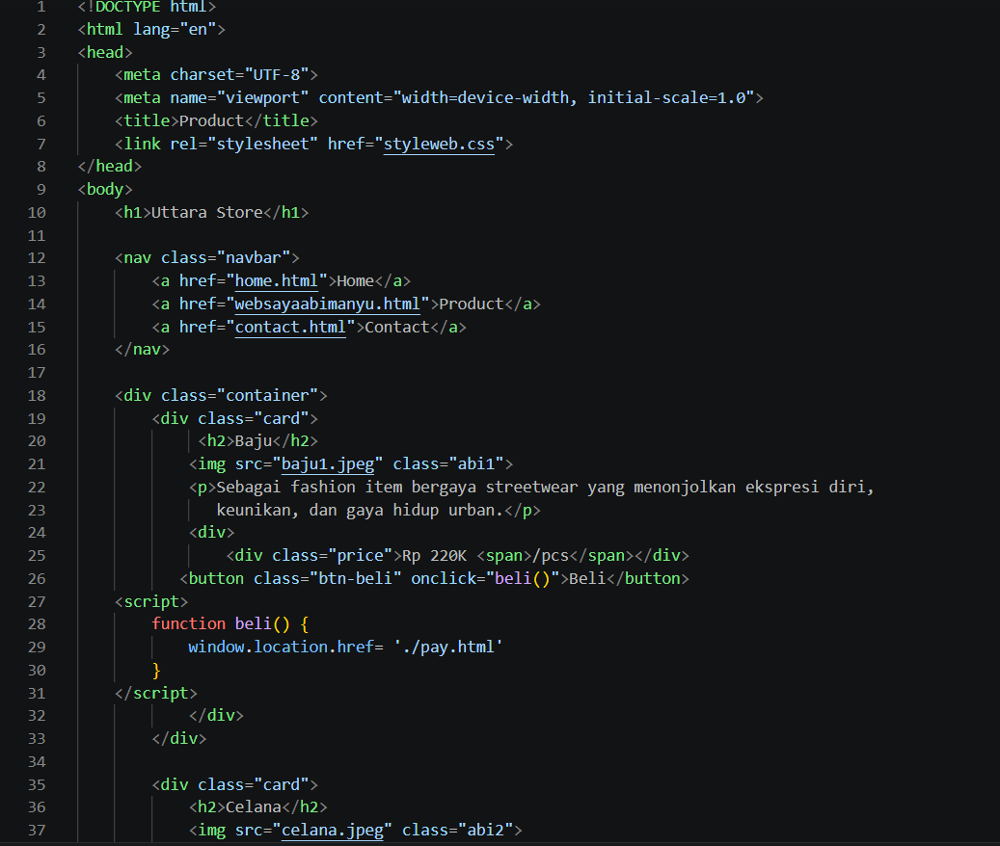 1 <!DOCTYPE html>
2 <html lang="en">
3 <head>
4     <meta charset="UTF-8">
5     <meta name="viewport" content="width=device-width, initial-scale=1.0">
6     <title>Product</title>
7     <link rel="stylesheet" href="styleweb.css">
8 </head>
9 <body>
10     <h1>Uttara Store</h1>
11
12     <nav class="navbar">
13         <a href="home.html">Home</a>
14         <a href="websayaabimanyu.html">Product</a>
15         <a href="contact.html">Contact</a>
16     </nav>
17
18     <div class="container">
19         <div class="card">
20              <h2>Baju</h2>
21             <img src="baju1.jpeg" class="abi1">
22             <p>Sebagai fashion item bergaya streetwear yang menonjolkan ekspresi diri,
23                keunikan, dan gaya hidup urban.</p>
24             <div>
25                 <div class="price">Rp 220K <span>/pcs</span></div>
26            <button class="btn-beli" onclick="beli()">Beli</button>
27     <script>
28         function beli() {
29             window.location.href= './pay.html'
30         }
31     </script>
32             </div>
33         </div>
34
35         <div class="card">
36             <h2>Celana</h2>
37             <img src="celana.jpeg" class="abi2">